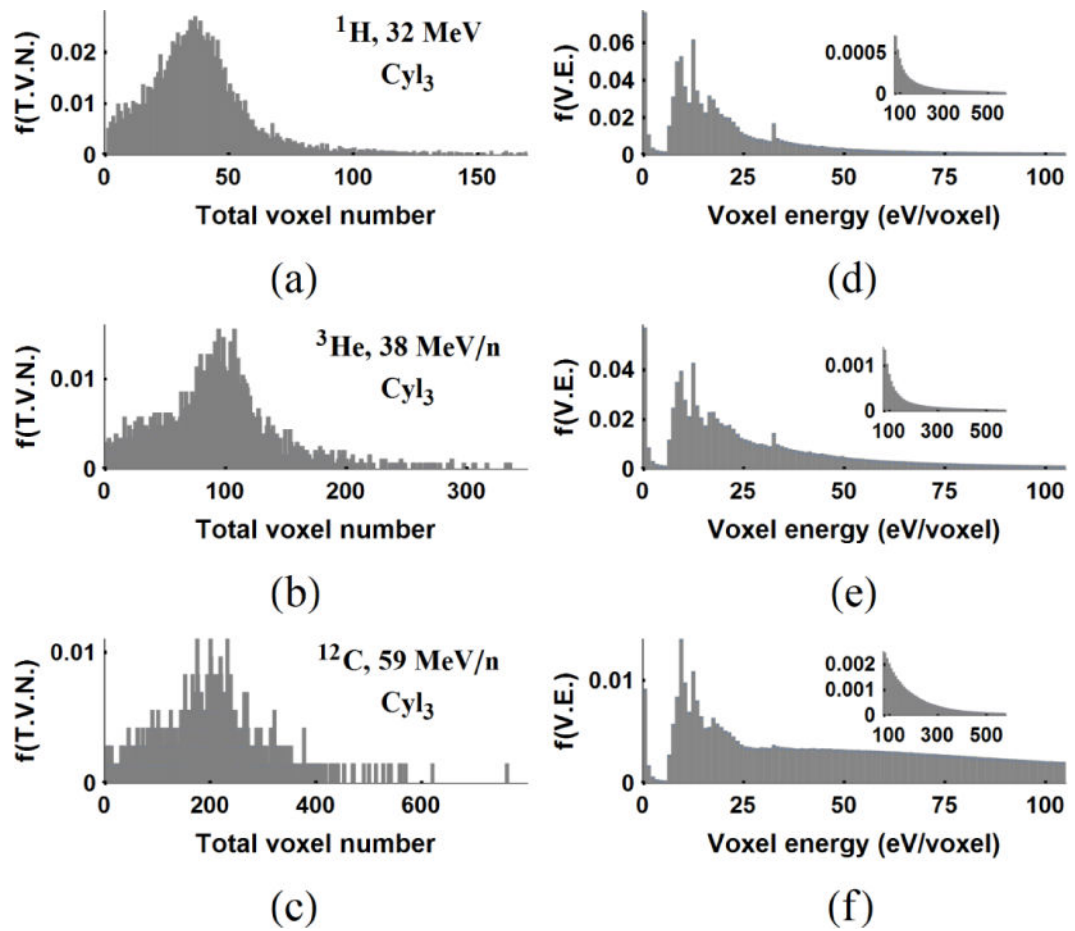 f(T.V.N.)
0.02
0.01
0
0 50 100 150
Total voxel number
¹H, 32 MeV
Cyl₃
(a)
f(V.E.)
0.06
0.04
0.02
0.00
0 25 50 75 100
Voxel energy (eV/voxel)
0.0005
0
100 300 500
(d)
f(T.V.N.)
0.01
0
0 100 200 300
Total voxel number
³He, 38 MeV/n
Cyl₃
(b)
f(V.E.)
0.04
0.02
0
0 25 50 75 100
Voxel energy (eV/voxel)
0.001
0
100 300 500
(e)
f(T.V.N.)
0.01
0
0 200 400 600
Total voxel number
¹²C, 59 MeV/n
Cyl₃
(c)
f(V.E.)
0.01
0
0 25 50 75 100
Voxel energy (eV/voxel)
0.002
0.001
0
100 300 500
(f)